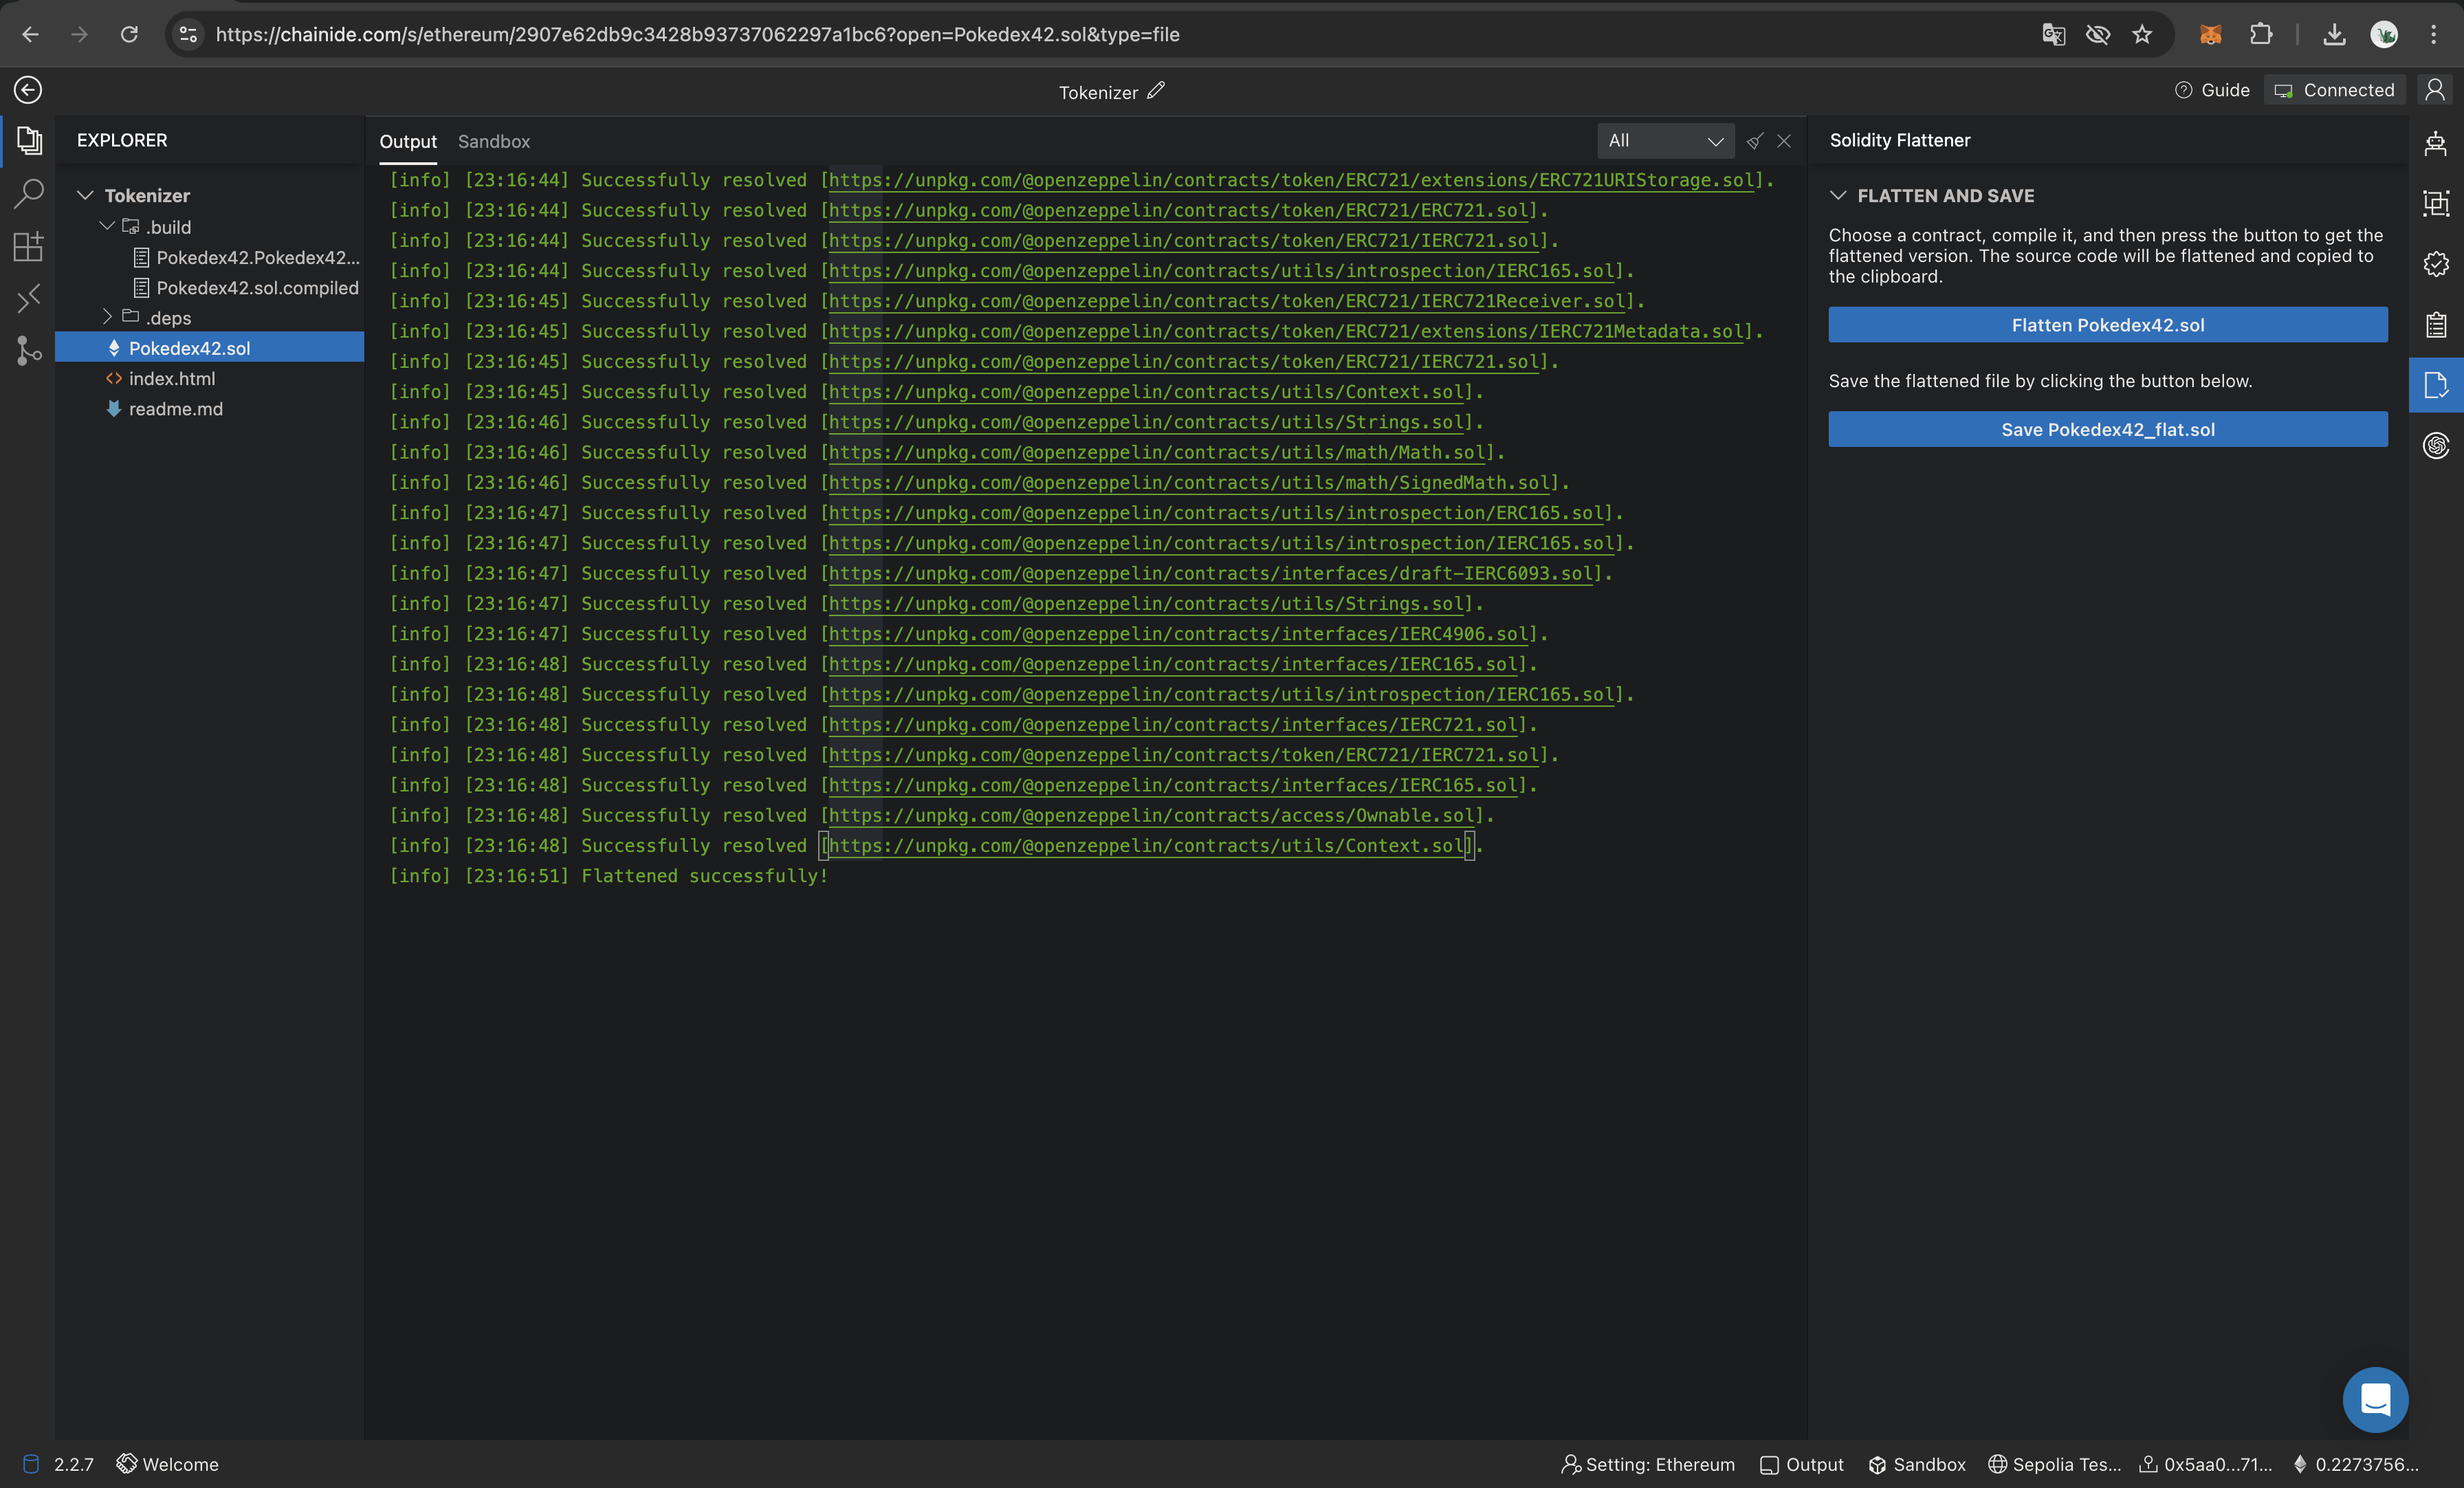 https://chainide.com/s/ethereum/2907e62db9c3428b93737062297a1bc6?open=Pokedex42.sol&type=file
Tokenizer
Guide
Connected
EXPLORER
Tokenizer
.build
Pokedex42.Pokedex42...
Pokedex42.sol.compiled
.deps
Pokedex42.sol
index.html
readme.md
Output Sandbox
All
[info] [23:16:44] Successfully resolved [https://unpkg.com/@openzeppelin/contracts/token/ERC721/extensions/ERC721URIStorage.sol].
[info] [23:16:44] Successfully resolved [https://unpkg.com/@openzeppelin/contracts/token/ERC721/ERC721.sol].
[info] [23:16:44] Successfully resolved [https://unpkg.com/@openzeppelin/contracts/token/ERC721/IERC721.sol].
[info] [23:16:44] Successfully resolved [https://unpkg.com/@openzeppelin/contracts/utils/introspection/IERC165.sol].
[info] [23:16:45] Successfully resolved [https://unpkg.com/@openzeppelin/contracts/token/ERC721/IERC721Receiver.sol].
[info] [23:16:45] Successfully resolved [https://unpkg.com/@openzeppelin/contracts/token/ERC721/extensions/IERC721Metadata.sol].
[info] [23:16:45] Successfully resolved [https://unpkg.com/@openzeppelin/contracts/token/ERC721/IERC721.sol].
[info] [23:16:45] Successfully resolved [https://unpkg.com/@openzeppelin/contracts/utils/Context.sol].
[info] [23:16:46] Successfully resolved [https://unpkg.com/@openzeppelin/contracts/utils/Strings.sol].
[info] [23:16:46] Successfully resolved [https://unpkg.com/@openzeppelin/contracts/utils/math/Math.sol].
[info] [23:16:46] Successfully resolved [https://unpkg.com/@openzeppelin/contracts/utils/math/SignedMath.sol].
[info] [23:16:47] Successfully resolved [https://unpkg.com/@openzeppelin/contracts/utils/introspection/ERC165.sol].
[info] [23:16:47] Successfully resolved [https://unpkg.com/@openzeppelin/contracts/utils/introspection/IERC165.sol].
[info] [23:16:47] Successfully resolved [https://unpkg.com/@openzeppelin/contracts/interfaces/draft-IERC6093.sol].
[info] [23:16:47] Successfully resolved [https://unpkg.com/@openzeppelin/contracts/utils/Strings.sol].
[info] [23:16:47] Successfully resolved [https://unpkg.com/@openzeppelin/contracts/interfaces/IERC4906.sol].
[info] [23:16:48] Successfully resolved [https://unpkg.com/@openzeppelin/contracts/interfaces/IERC165.sol].
[info] [23:16:48] Successfully resolved [https://unpkg.com/@openzeppelin/contracts/utils/introspection/IERC165.sol].
[info] [23:16:48] Successfully resolved [https://unpkg.com/@openzeppelin/contracts/interfaces/IERC721.sol].
[info] [23:16:48] Successfully resolved [https://unpkg.com/@openzeppelin/contracts/token/ERC721/IERC721.sol].
[info] [23:16:48] Successfully resolved [https://unpkg.com/@openzeppelin/contracts/interfaces/IERC165.sol].
[info] [23:16:48] Successfully resolved [https://unpkg.com/@openzeppelin/contracts/access/Ownable.sol].
[info] [23:16:48] Successfully resolved [https://unpkg.com/@openzeppelin/contracts/utils/Context.sol].
[info] [23:16:51] Flattened successfully!
Solidity Flattener
FLATTEN AND SAVE
Choose a contract, compile it, and then press the button to get the
flattened version. The source code will be flattened and copied to
the clipboard.
Flatten Pokedex42.sol
Save the flattened file by clicking the button below.
Save Pokedex42_flat.sol
2.2.7 Welcome
Setting: Ethereum Output Sandbox Sepolia Tes... 0x5aa0...71... 0.2273756...